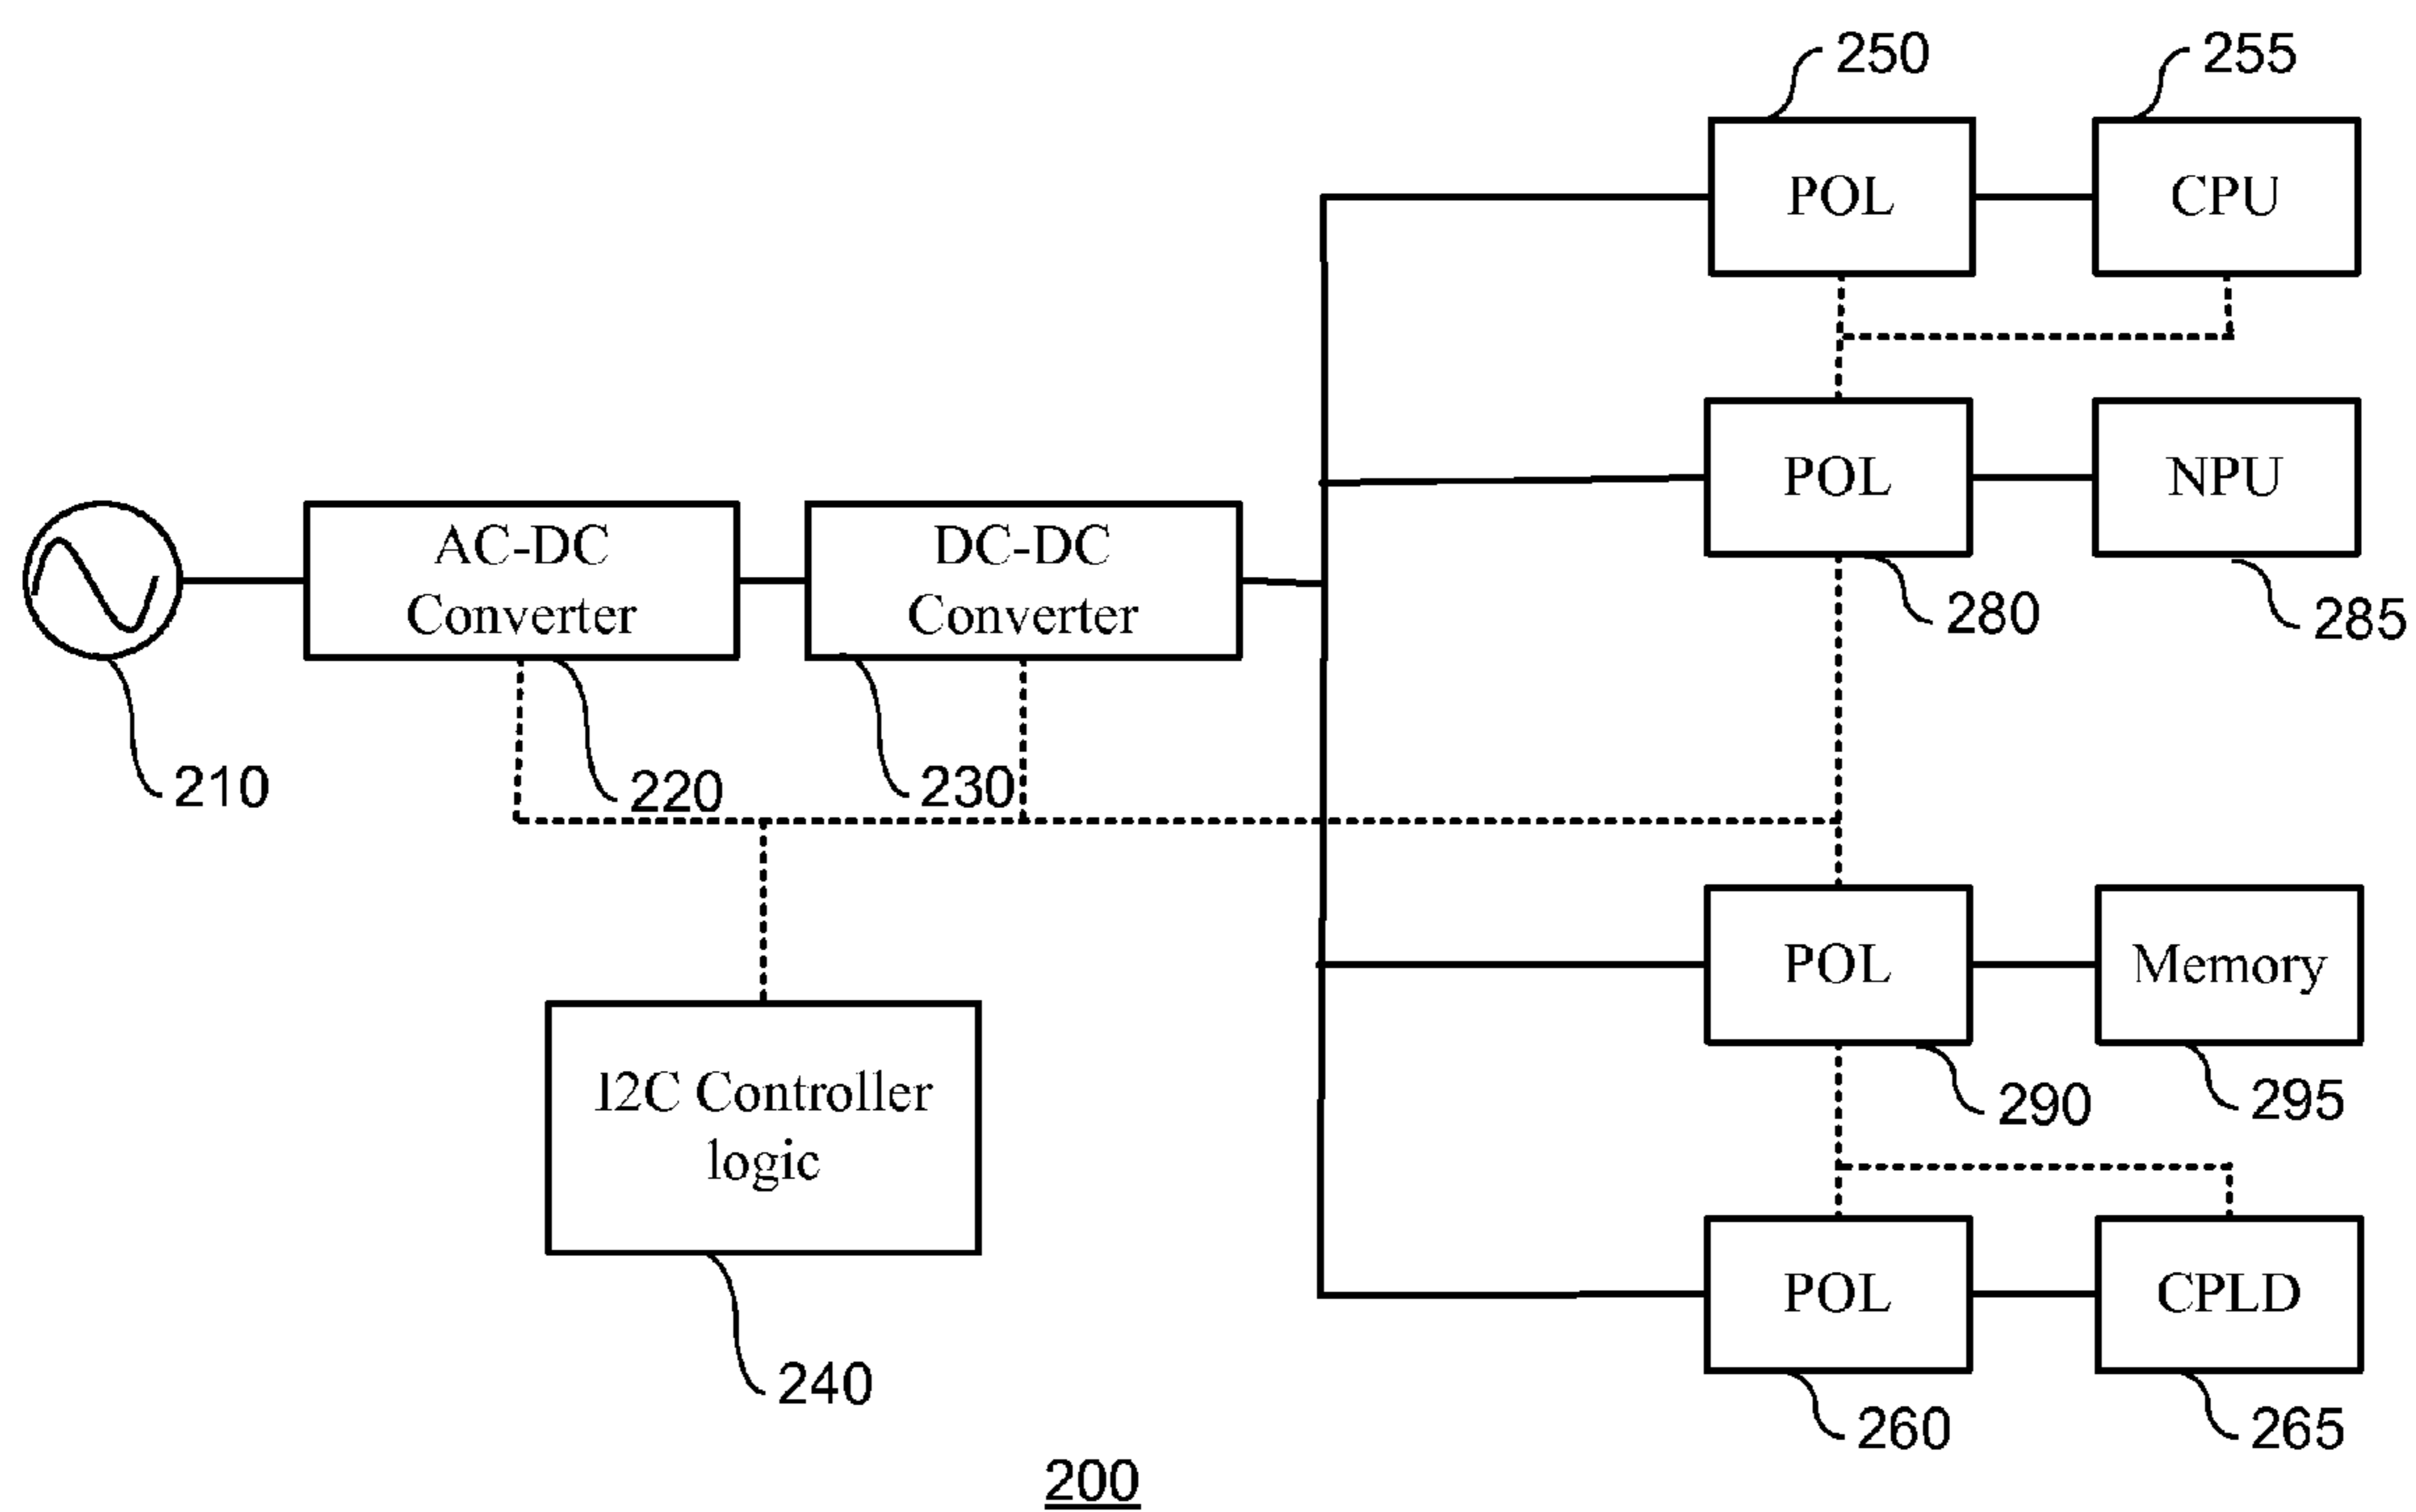 250
255
POL
CPU
POL
NPU
AC-DC
Converter
DC-DC
Converter
280
285
210
220
230
POL
Memory
I2C Controller
logic
290
295
POL
CPLD
240
260
265
200